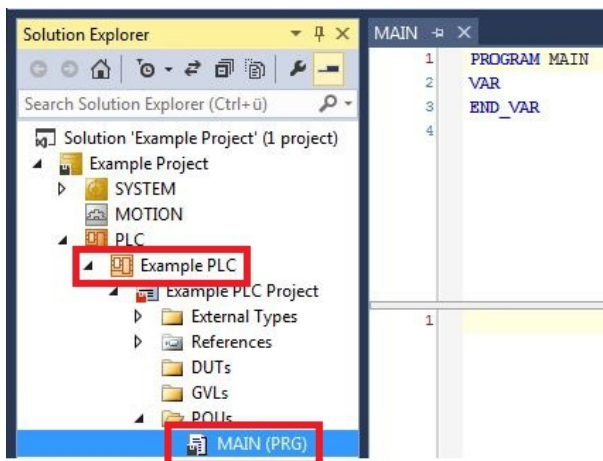 Solution Explorer
Search Solution Explorer (Ctrl+ü)
Solution 'Example Project' (1 project)
Example Project
SYSTEM
MOTION
PLC
Example PLC
Example PLC Project
External Types
References
DUTs
GVLs
POUs
MAIN (PRG)
MAIN
1 PROGRAM MAIN
2 VAR
3 END_VAR
4
1